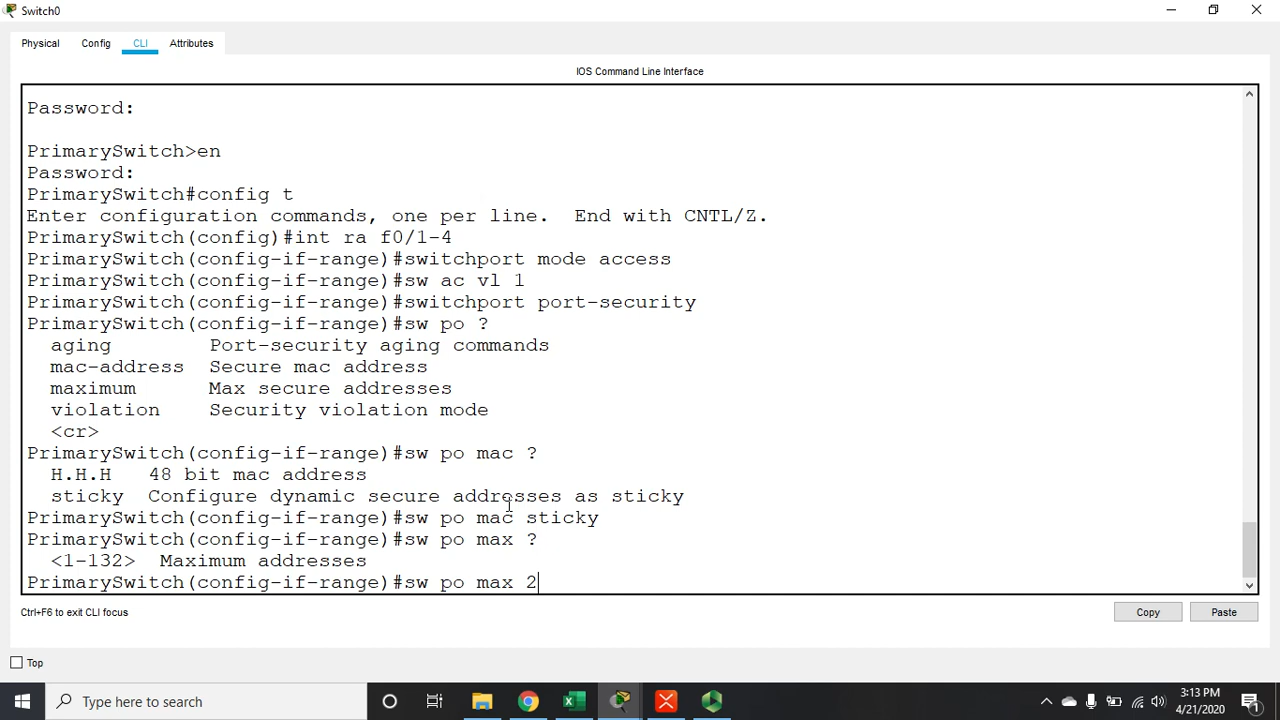 Switch0
Physical Config CLI Attributes
IOS Command Line Interface
Password:
PrimarySwitch>en
Password:
PrimarySwitch#config t
Enter configuration commands, one per line.  End with CNTL/Z.
PrimarySwitch(config)#int ra f0/1-4
PrimarySwitch(config-if-range)#switchport mode access
PrimarySwitch(config-if-range)#sw ac vl 1
PrimarySwitch(config-if-range)#switchport port-security
PrimarySwitch(config-if-range)#sw po ?
  aging        Port-security aging commands
  mac-address  Secure mac address
  maximum      Max secure addresses
  violation    Security violation mode
  <cr>
PrimarySwitch(config-if-range)#sw po mac ?
  H.H.H   48 bit mac address
  sticky  Configure dynamic secure addresses as sticky
PrimarySwitch(config-if-range)#sw po mac sticky
PrimarySwitch(config-if-range)#sw po max ?
  <1-132>  Maximum addresses
PrimarySwitch(config-if-range)#sw po max 2
Ctrl+F6 to exit CLI focus
Copy Paste
Top
Type here to search
3:13 PM
4/21/2020